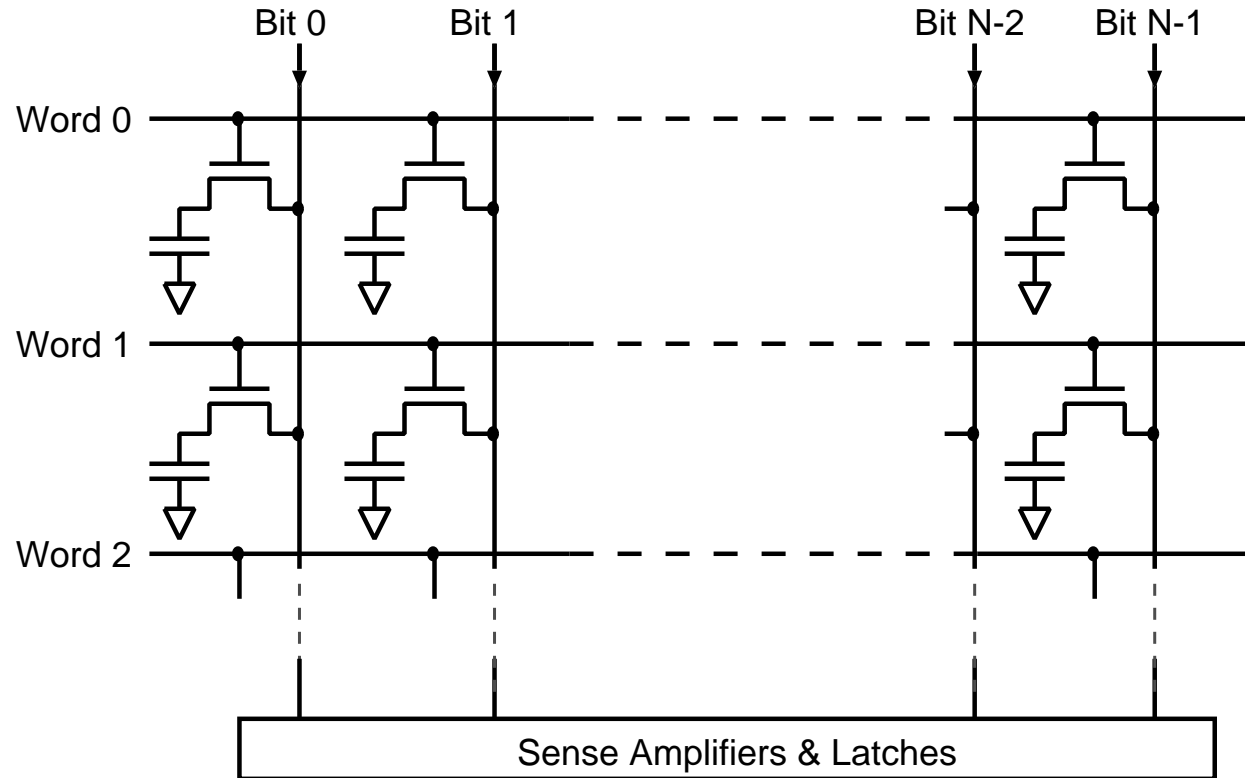 Bit 0 Bit 1 Bit N-2 Bit N-1
Word 0
Word 1
Word 2
Sense Amplifiers & Latches